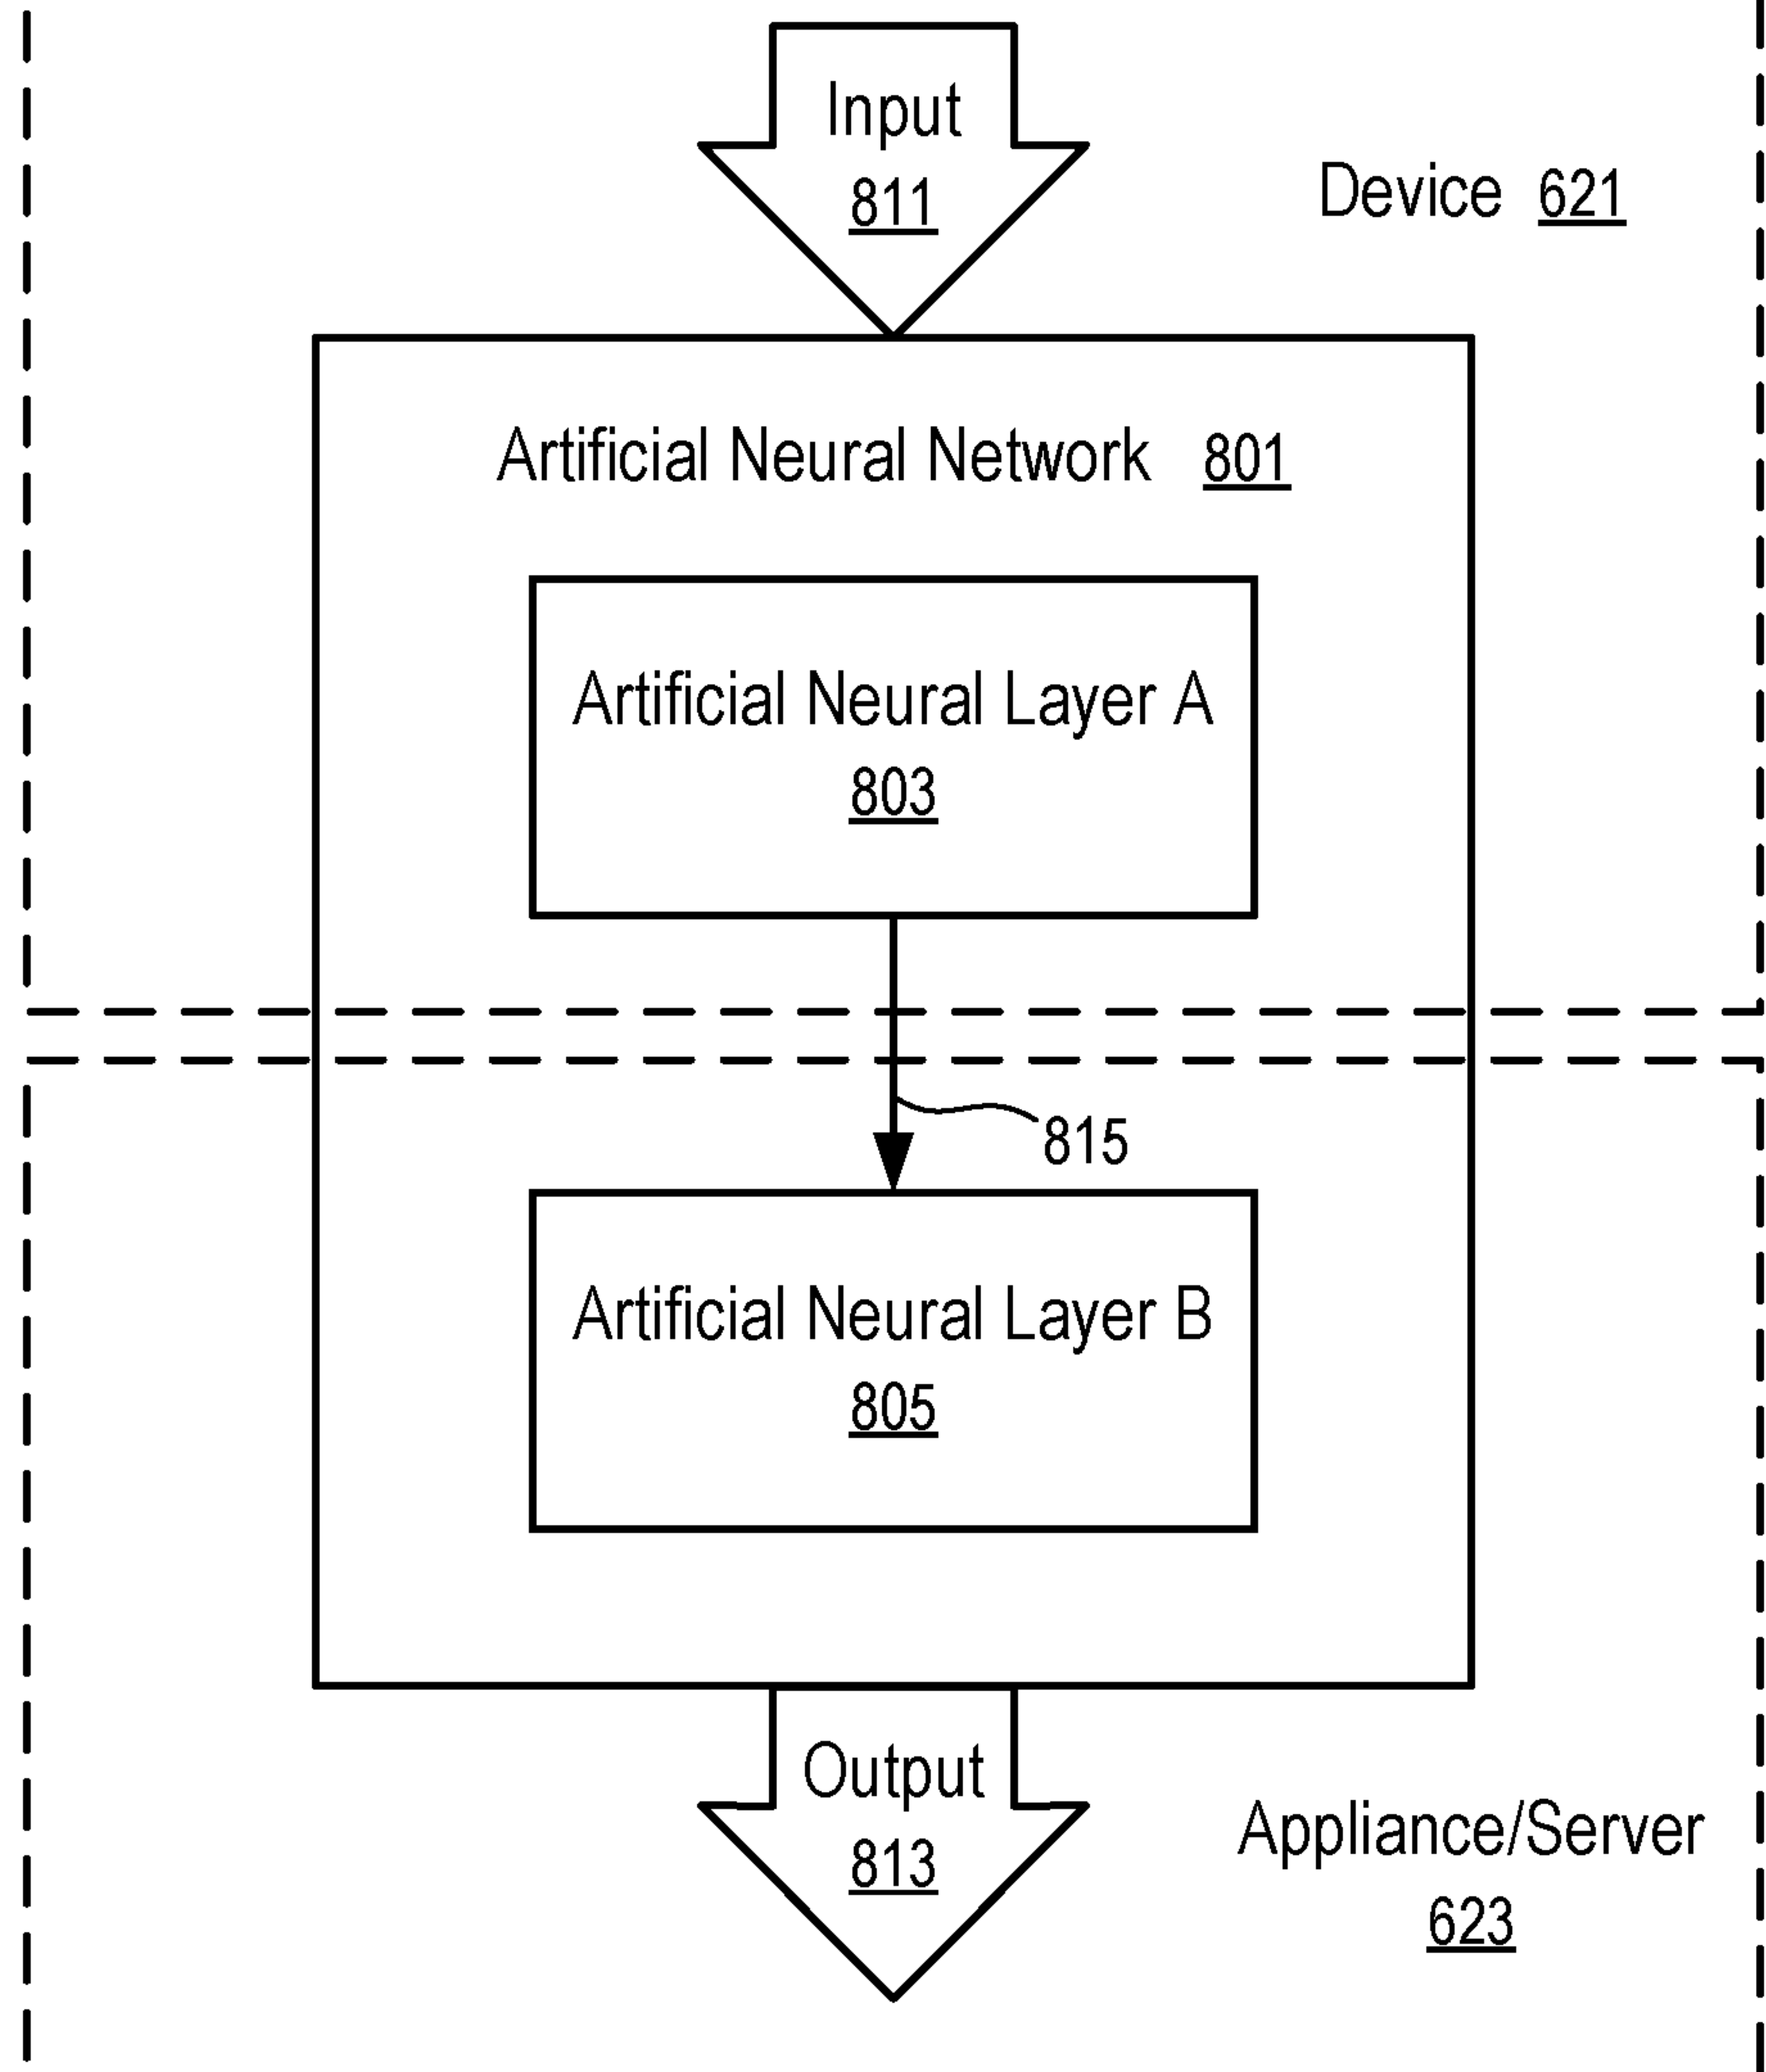 Input
811
Device 621
Artificial Neural Network 801
Artificial Neural Layer A
803
815
Artificial Neural Layer B
805
Output
813
Appliance/Server
623